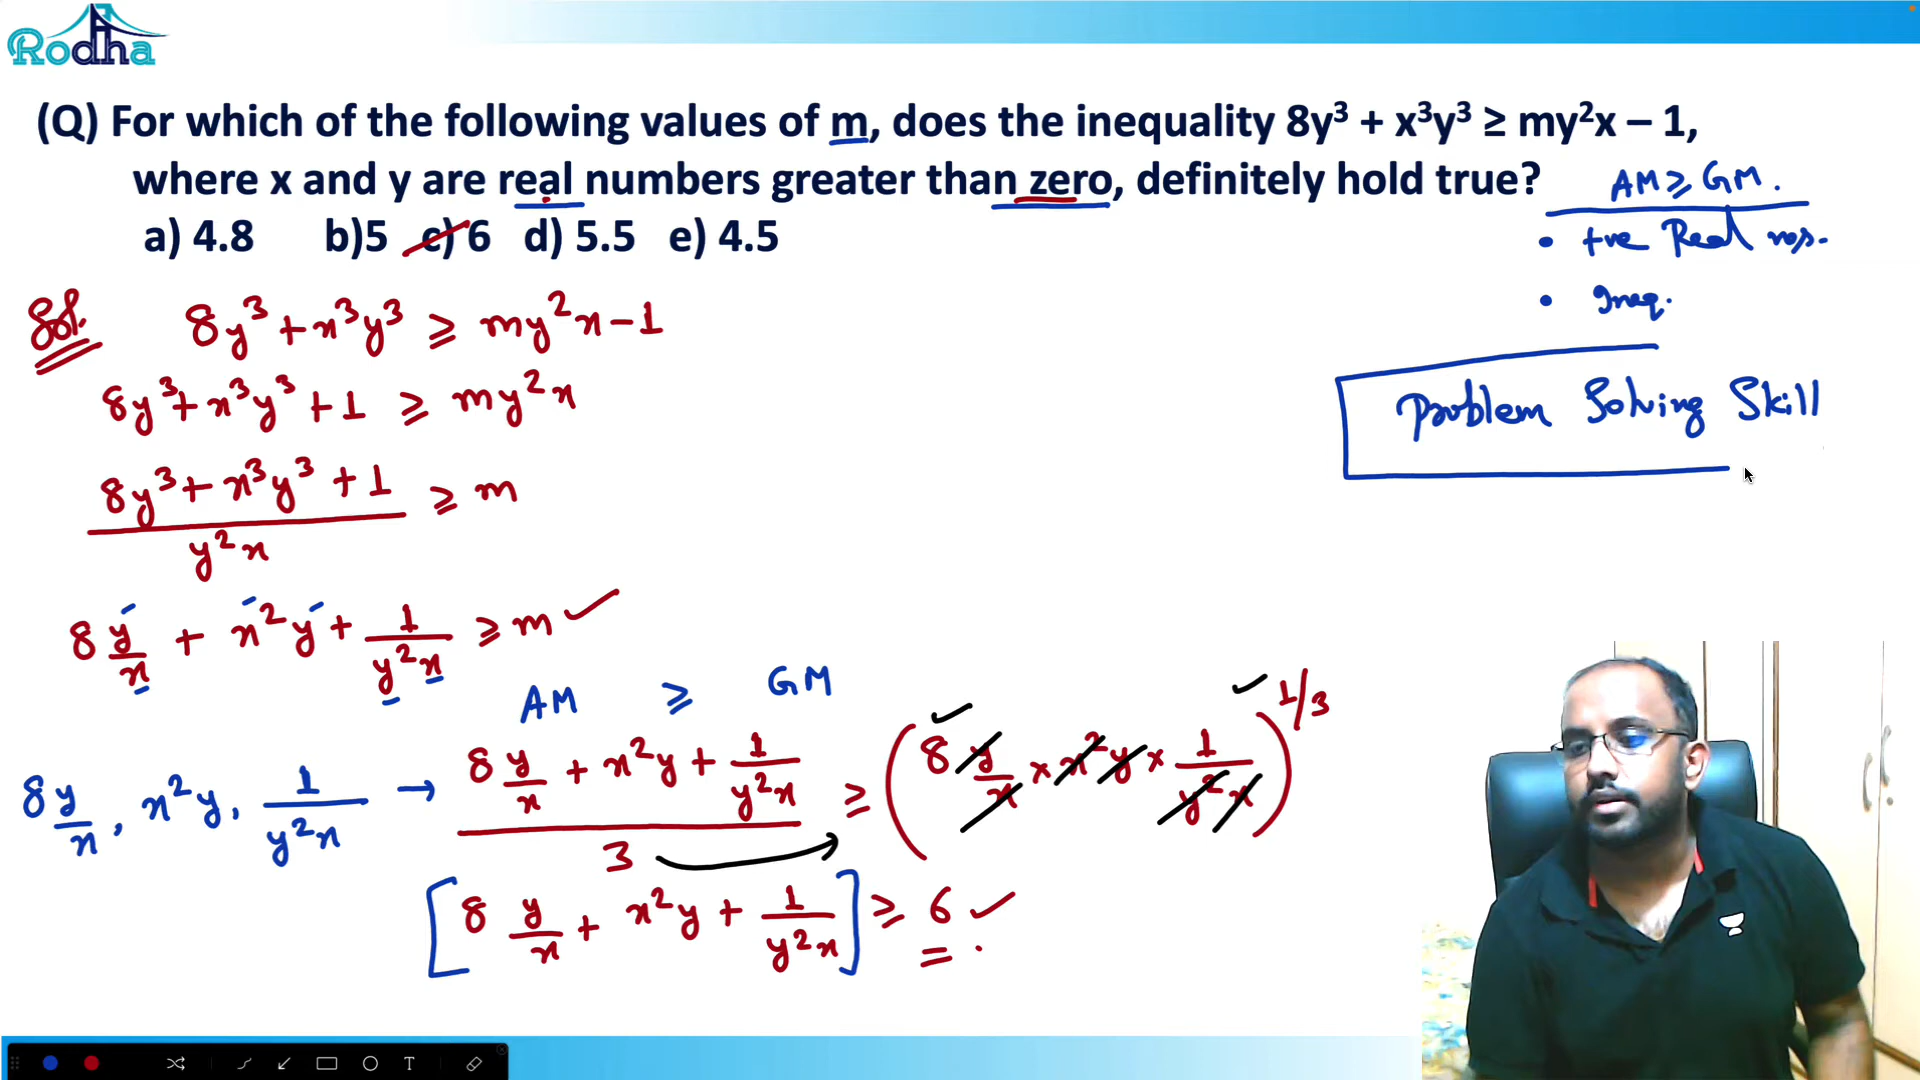 Rodha
(Q) For which of the following values of m, does the inequality 8y³ + x³y³ ≥ my²x – 1,
where x and y are real numbers greater than zero, definitely hold true?
a) 4.8 b)5 c) 6 d) 5.5 e) 4.5
AM ≥ GM.
• +ve Real nos.
• Ineq.
Problem Solving Skill
Sol.
8y³ + x³y³ ≥ my²x – 1
8y³ + x³y³ + 1 ≥ my²x
8y³ + x³y³ + 1 / y²x ≥ m
8 y/x + x²y + 1/y²x ≥ m ✓
AM ≥ GM
8y/x, x²y, 1/y²x → 8 y/x + x²y + 1/y²x / 3 ≥ (8 y/x × x²y × 1/y²x)^1/3
[8 y/x + x²y + 1/y²x] ≥ 6 ✓
T